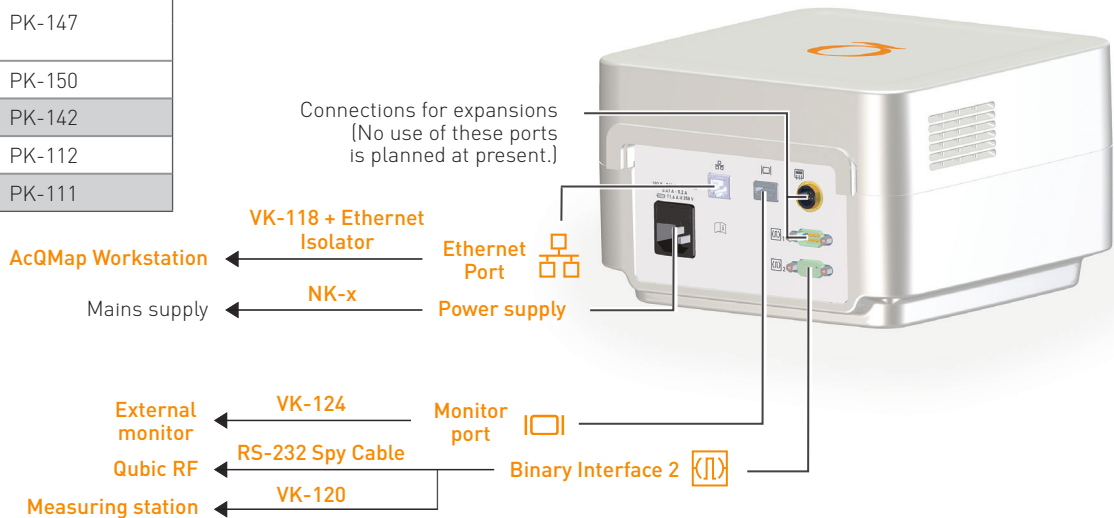 PK-147
PK-150
PK-142
PK-112
PK-111
Connections for expansions
(No use of these ports
is planned at present.)
VK-118 + Ethernet
Isolator
AcQMap Workstation
Ethernet
Port
Mains supply
NK-x
Power supply
External
monitor
VK-124
Monitor
port
Qubic RF
RS-232 Spy Cable
Binary Interface 2
Measuring station
VK-120